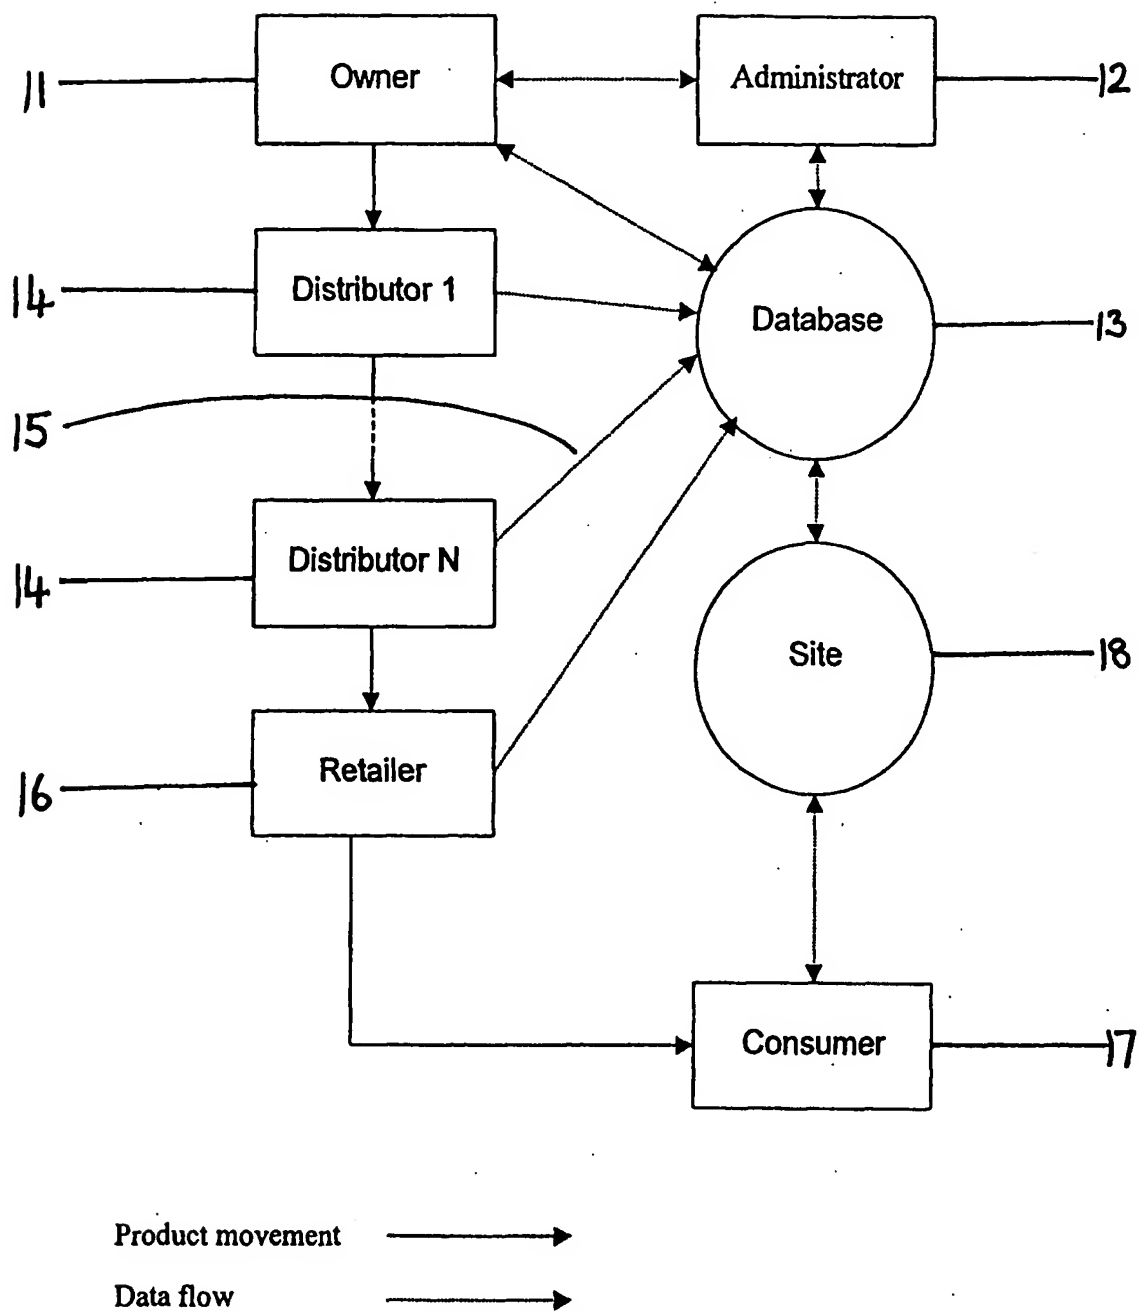 11
Owner
Administrator
12
14
Distributor 1
Database
13
15
14
Distributor N
Site
18
16
Retailer
Consumer
17
Product movement
Data flow